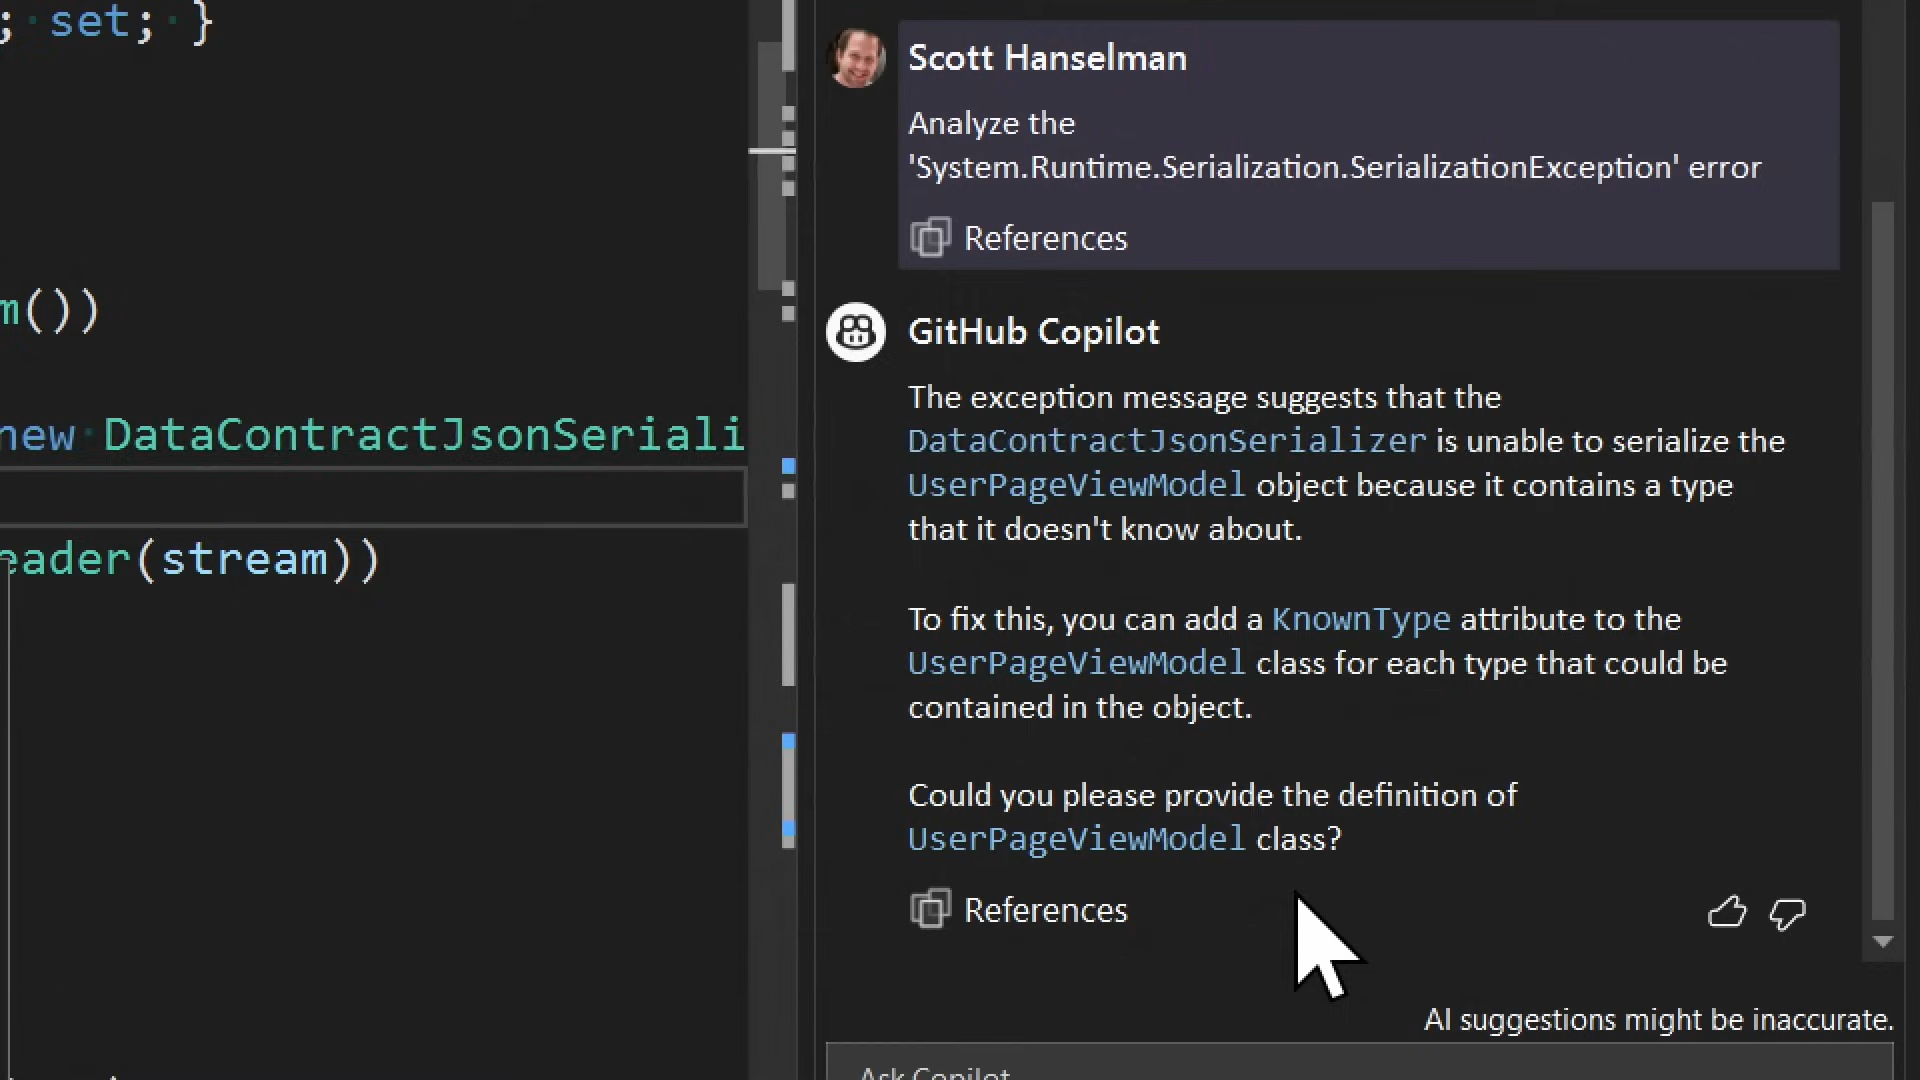 ; set; }
m())
new DataContractJsonSeriali
eader(stream))
Scott Hanselman
Analyze the
'System.Runtime.Serialization.SerializationException' error
References
GitHub Copilot
The exception message suggests that the
DataContractJsonSerializer is unable to serialize the
UserPageViewModel object because it contains a type
that it doesn't know about.
To fix this, you can add a KnownType attribute to the
UserPageViewModel class for each type that could be
contained in the object.
Could you please provide the definition of
UserPageViewModel class?
References
AI suggestions might be inaccurate.
Ask Copilot